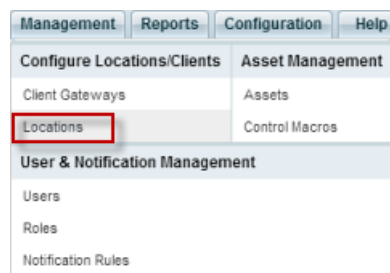 Management Reports Configuration Help
Configure Locations/Clients Asset Management
Client Gateways Assets
Locations Control Macros
User & Notification Management
Users
Roles
Notification Rules